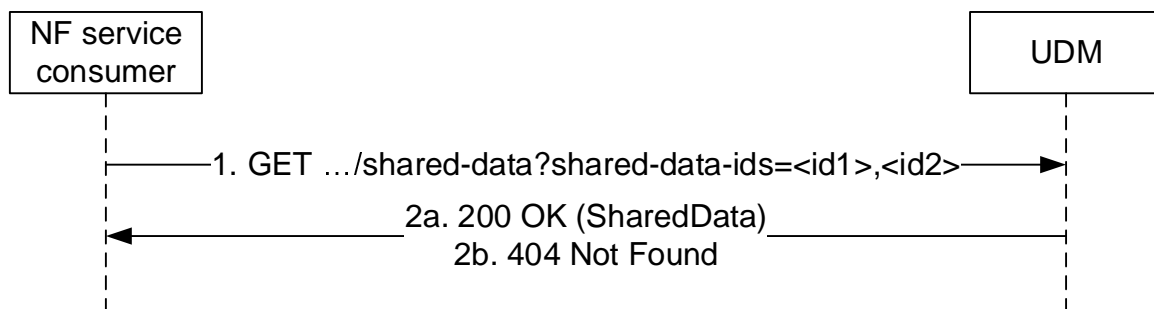 NF service
consumer
UDM
1. GET …/shared-data?shared-data-ids=<id1>,<id2>
2a. 200 OK (SharedData)
2b. 404 Not Found